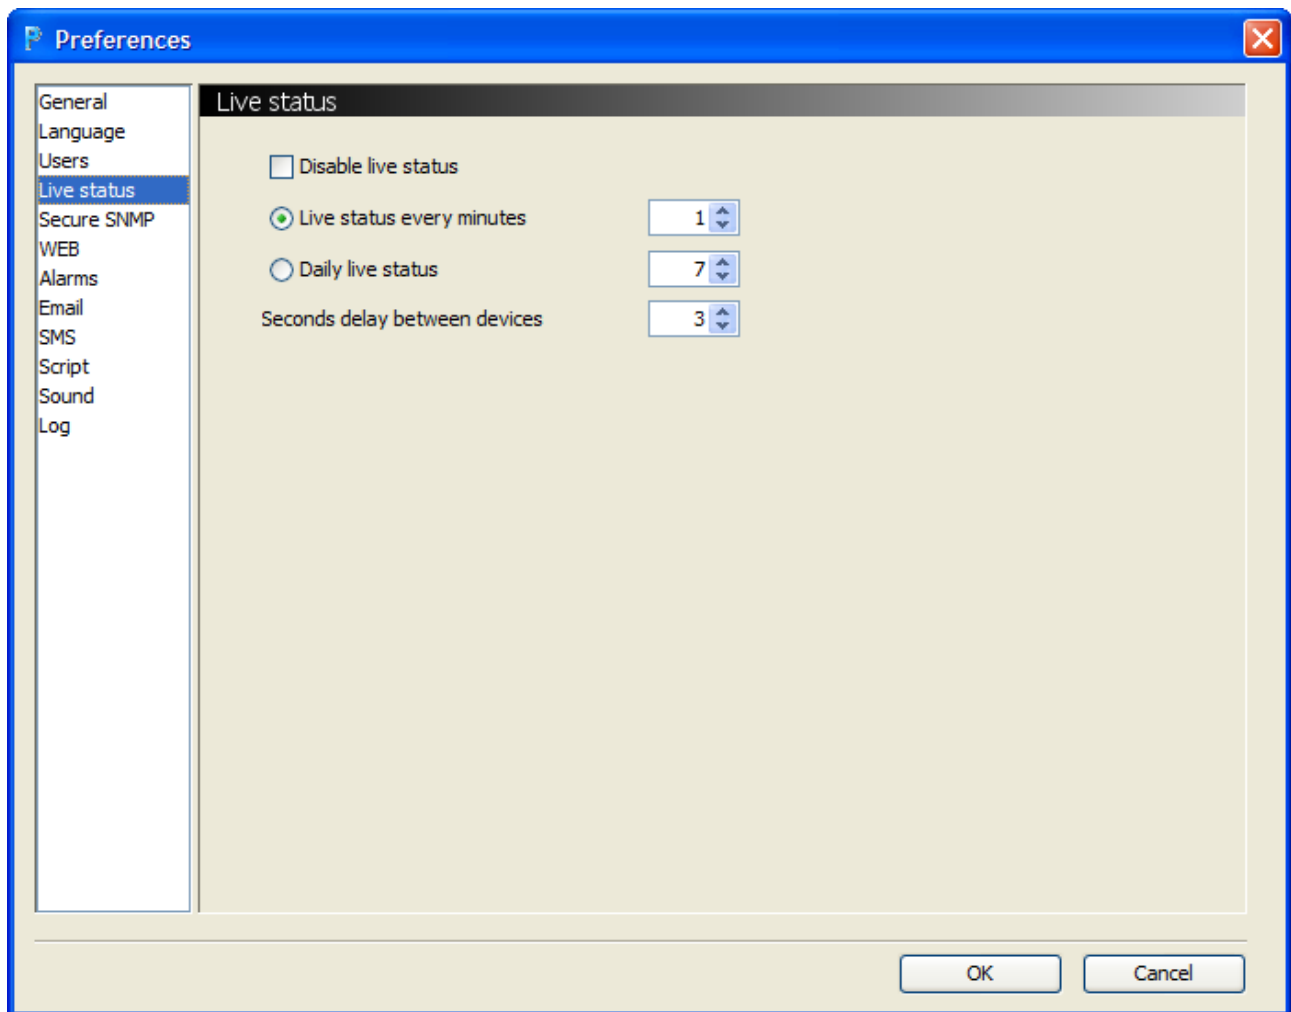 Preferences
General
Language
Users
Live status
Secure SNMP
WEB
Alarms
Email
SMS
Script
Sound
Log
Live status
Disable live status
Live status every minutes 1
Daily live status 7
Seconds delay between devices 3
OK Cancel